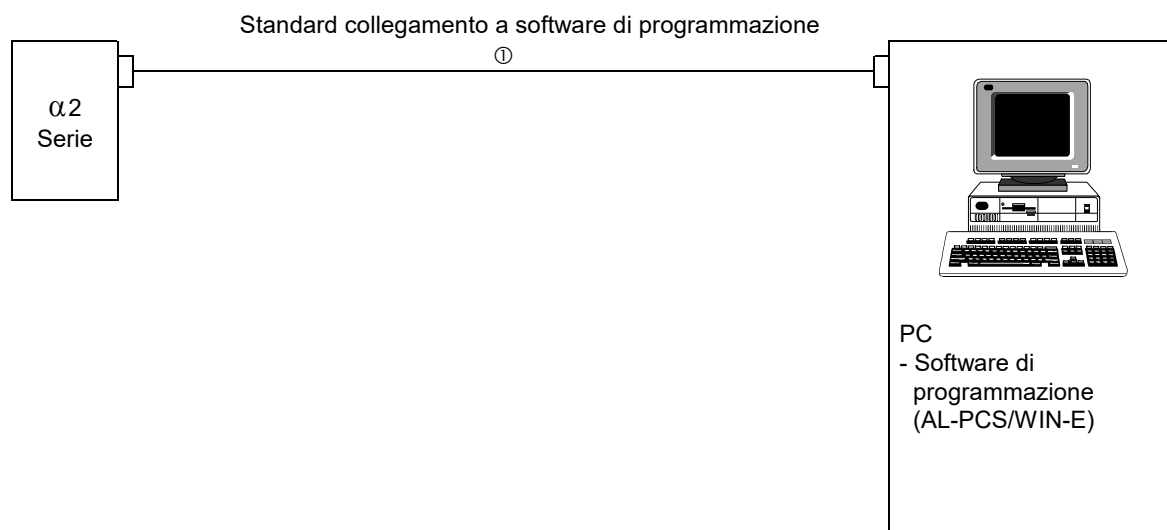 Standard collegamento a software di programmazione
①
α2
Serie
PC
- Software di
programmazione
(AL-PCS/WIN-E)